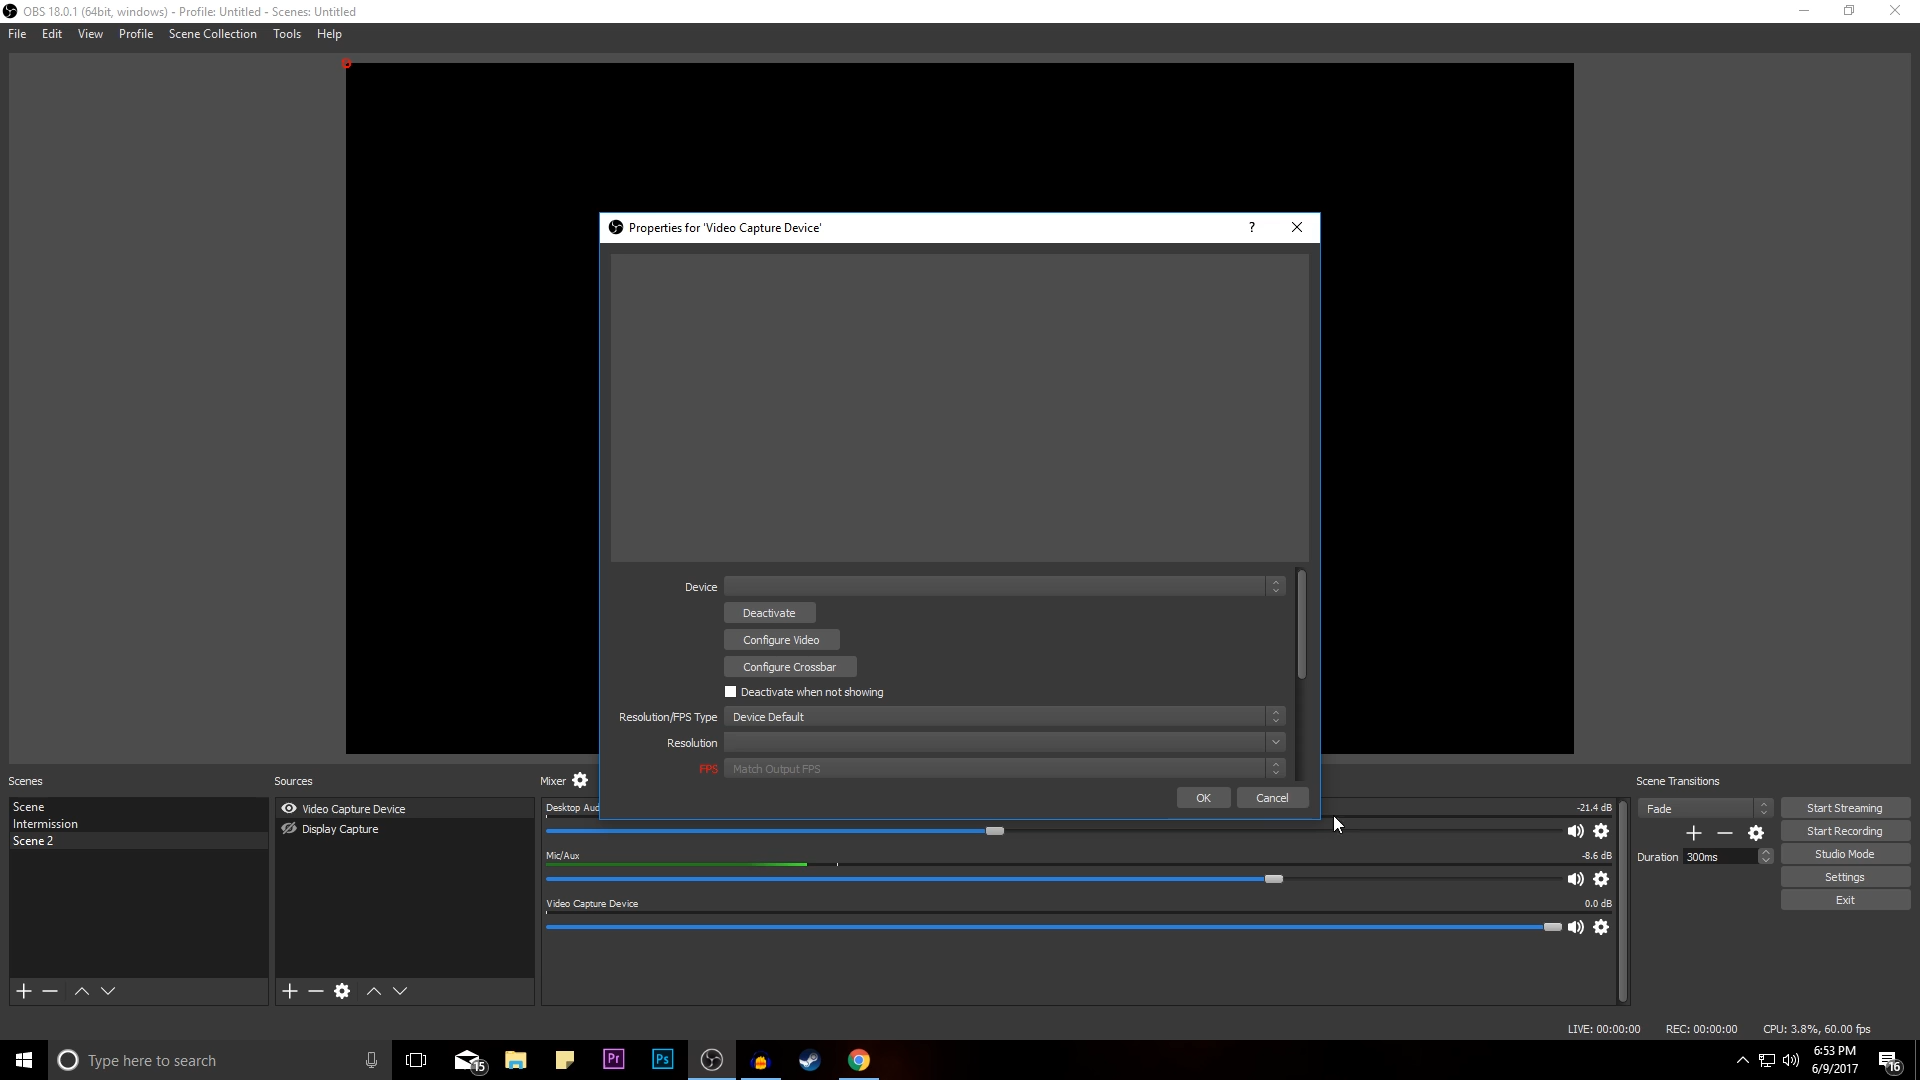 OBS 18.0.1 (64bit, windows) - Profile: Untitled - Scenes: Untitled
File Edit View Profile Scene Collection Tools Help
Properties for 'Video Capture Device' ?
Device
Deactivate
Configure Video
Configure Crossbar
Deactivate when not showing
Resolution/FPS Type Device Default
Resolution
FPS Match Output FPS
OK Cancel
Scenes
Scene
Intermission
Scene 2
Sources
Video Capture Device
Display Capture
Mixer
Desktop Aud
-21.4 dB
Mic/Aux -8.6 dB
Video Capture Device 0.0 dB
Scene Transitions
Fade
Duration 300ms
Start Streaming
Start Recording
Studio Mode
Settings
Exit
LIVE: 00:00:00 REC: 00:00:00 CPU: 3.8%, 60.00 fps
Type here to search
15
Pr
Ps
6:53 PM
6/9/2017
16